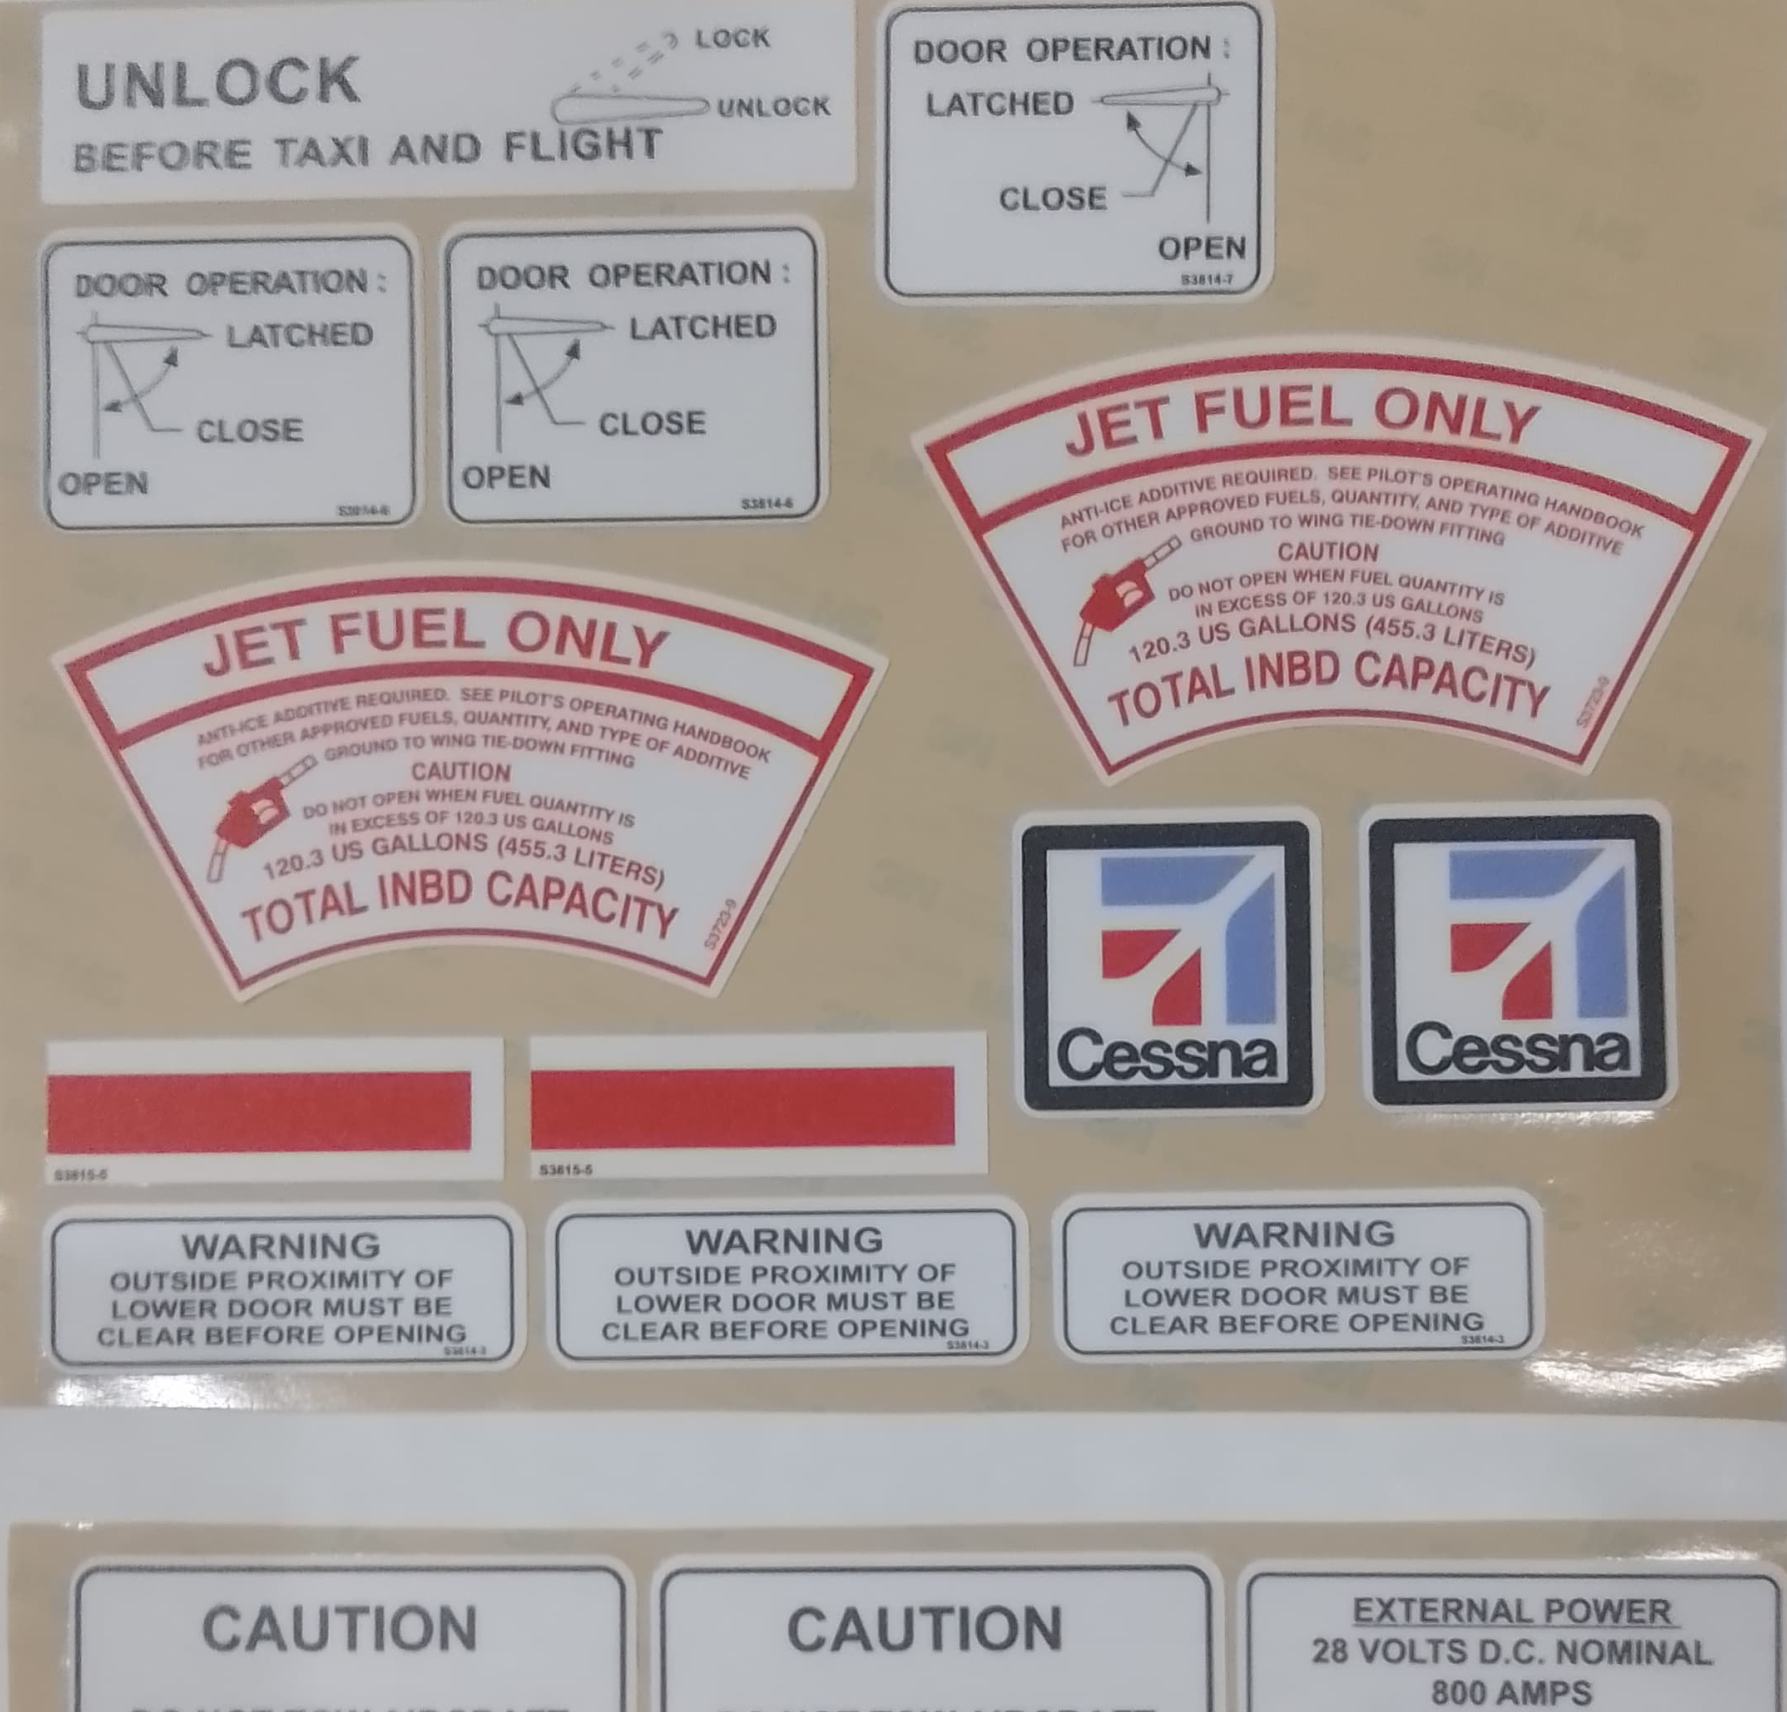 UNLOCK
BEFORE TAXI AND FLIGHT
LOCK
UNLOCK
DOOR OPERATION :
LATCHED
CLOSE
OPEN
S3814-7
DOOR OPERATION :
LATCHED
CLOSE
OPEN
S3814-6
DOOR OPERATION :
LATCHED
CLOSE
OPEN
S3814-6
JET FUEL ONLY
ANTI-ICE ADDITIVE REQUIRED. SEE PILOT'S OPERATING HANDBOOK
FOR OTHER APPROVED FUELS, QUANTITY, AND TYPE OF ADDITIVE
GROUND TO WING TIE-DOWN FITTING
CAUTION
DO NOT OPEN WHEN FUEL QUANTITY IS
IN EXCESS OF 120.3 US GALLONS
120.3 US GALLONS (455.3 LITERS)
TOTAL INBD CAPACITY
S3723-9
JET FUEL ONLY
ANTI-ICE ADDITIVE REQUIRED. SEE PILOT'S OPERATING HANDBOOK
FOR OTHER APPROVED FUELS, QUANTITY, AND TYPE OF ADDITIVE
GROUND TO WING TIE-DOWN FITTING
CAUTION
DO NOT OPEN WHEN FUEL QUANTITY IS
IN EXCESS OF 120.3 US GALLONS
120.3 US GALLONS (455.3 LITERS)
TOTAL INBD CAPACITY
S3723-9
Cessna
Cessna
S3815-5
S3815-5
WARNING
OUTSIDE PROXIMITY OF
LOWER DOOR MUST BE
CLEAR BEFORE OPENING
S3814-3
WARNING
OUTSIDE PROXIMITY OF
LOWER DOOR MUST BE
CLEAR BEFORE OPENING
S3814-3
WARNING
OUTSIDE PROXIMITY OF
LOWER DOOR MUST BE
CLEAR BEFORE OPENING
S3814-3
CAUTION
CAUTION
EXTERNAL POWER
28 VOLTS D.C. NOMINAL
800 AMPS